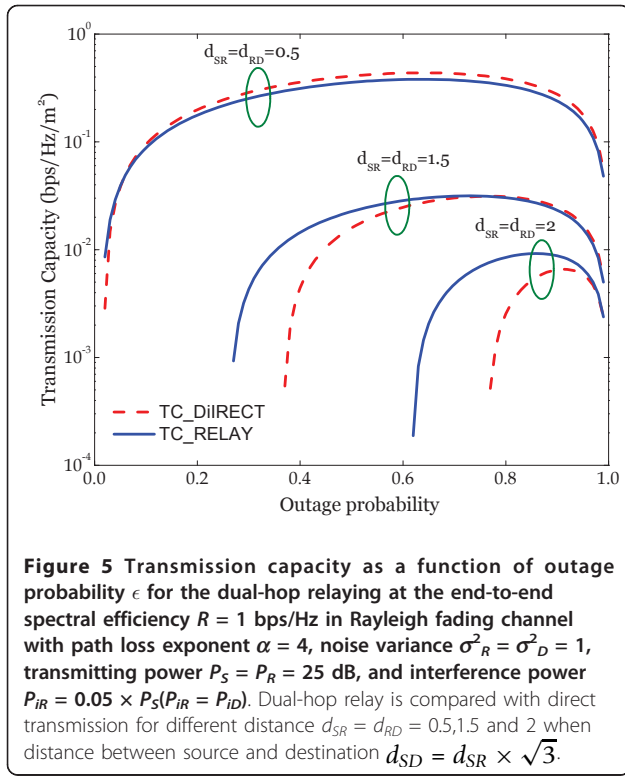 10⁰
10⁻¹
10⁻²
10⁻³
10⁻⁴
Transmission Capacity (bps/Hz/m²)
d_SR=d_RD=0.5
d_SR=d_RD=1.5
d_SR=d_RD=2
TC_DiIRECT
TC_RELAY
0.0 0.2 0.4 0.6 0.8 1.0
Outage probability
Figure 5 Transmission capacity as a function of outage
probability ϵ for the dual-hop relaying at the end-to-end
spectral efficiency R = 1 bps/Hz in Rayleigh fading channel
with path loss exponent α = 4, noise variance σ²_R = σ²_D = 1,
transmitting power P_S = P_R = 25 dB, and interference power
P_iR = 0.05 × P_S(P_iR = P_iD). Dual-hop relay is compared with direct
transmission for different distance d_SR = d_RD = 0.5,1.5 and 2 when
distance between source and destination d_SD = d_SR × √3.